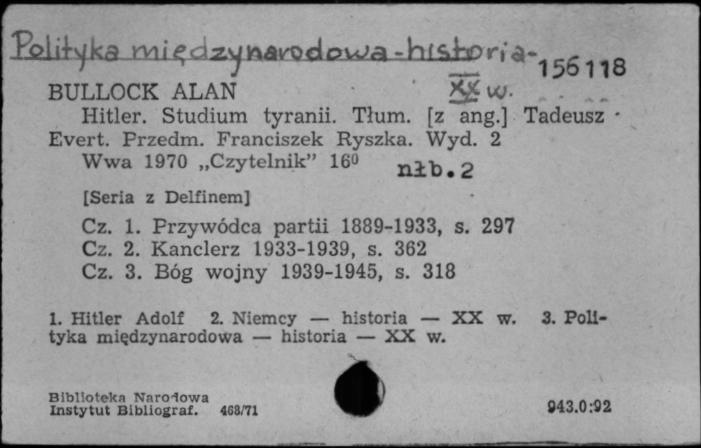 Polityka międzynarodowa-historia-
156118
XX w.
BULLOCK ALAN
Hitler. Studium tyranii. Tłum. [z ang.] Tadeusz
Evert. Przedm. Franciszek Ryszka. Wyd. 2
Wwa 1970 „Czytelnik” 16⁰
nłb.2
[Seria z Delfinem]
Cz. 1. Przywódca partii 1889-1933, s. 297
Cz. 2. Kanclerz 1933-1939, s. 362
Cz. 3. Bóg wojny 1939-1945, s. 318
1. Hitler Adolf 2. Niemcy — historia — XX w. 3. Poli-
tyka międzynarodowa — historia — XX w.
Biblioteka Narodowa
Instytut Bibliograf. 468/71
943.0:92